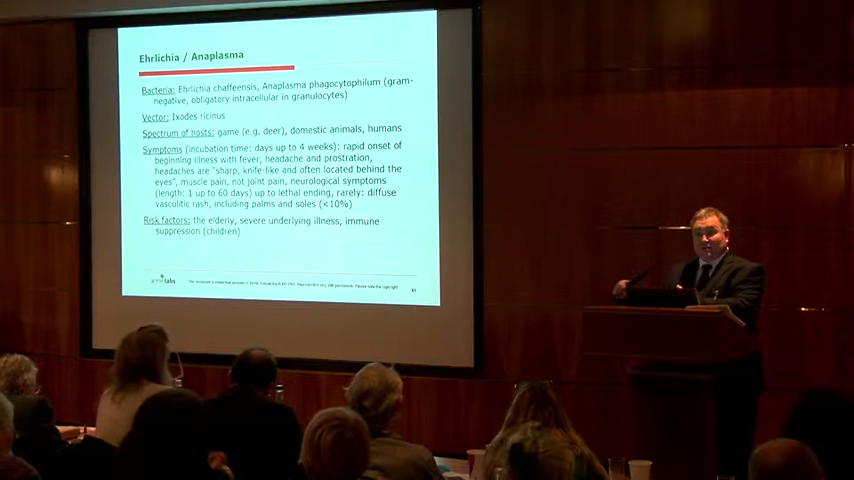 Ehrlichia / Anaplasma
Bacteria: Ehrlichia chaffeensis, Anaplasma phagocytophilum (gram-
negative, obligatory intracellular in granulocytes)
Vector: Ixodes ricinus
Spectrum of hosts: game (e.g. deer), domestic animals, humans
Symptoms (incubation time: days up to 4 weeks): rapid onset of
beginning illness with fever, headache and prostration,
headaches are "sharp, knife-like and often located behind the
eyes", muscle pain, not joint pain, neurological symptoms
(length: 1 up to 60 days) up to lethal ending, rarely: diffuse
vasculitic rash, including palms and soles (<10%)
Risk factors: the elderly, severe underlying illness, immune
suppression (children)
labs